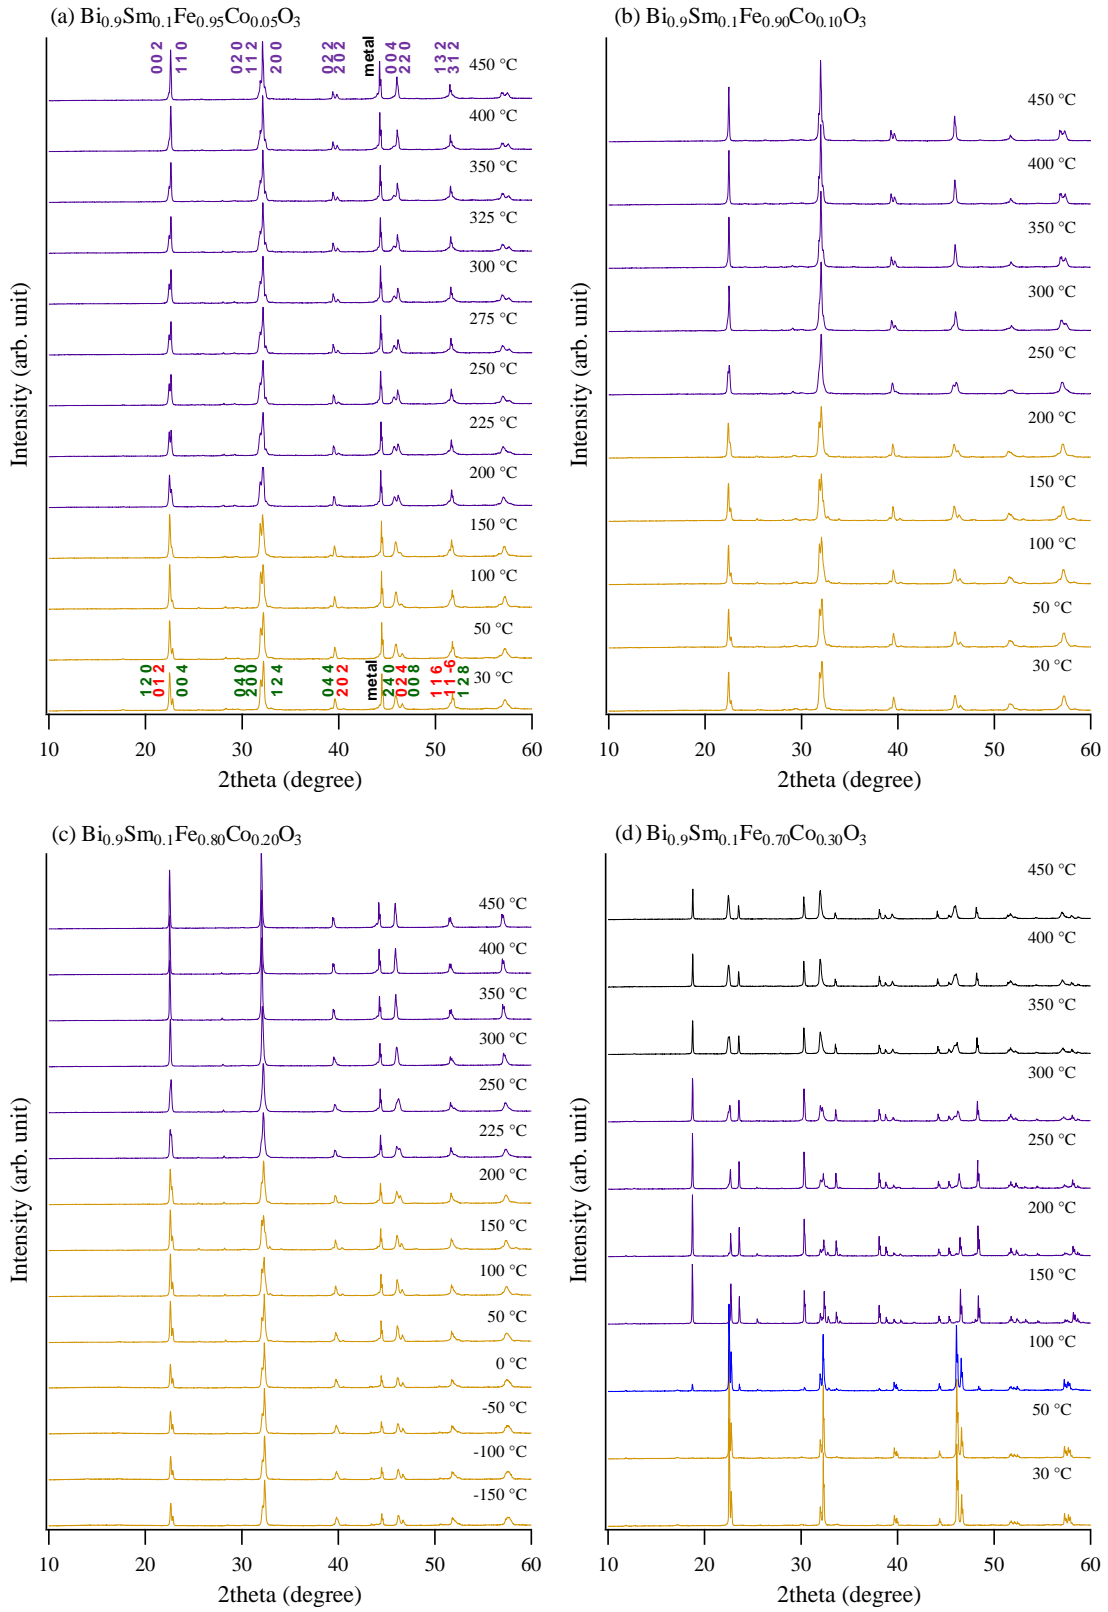 (a) Bi0.9Sm0.1Fe0.95Co0.05O3
Intensity (arb. unit)
0 0 2
1 1 0
0 2 0
1 1 2
2 0 0
0 2 2
2 0 2
metal
0 0 4
2 2 0
1 3 2
3 1 2
450 °C
400 °C
350 °C
325 °C
300 °C
275 °C
250 °C
225 °C
200 °C
150 °C
100 °C
50 °C
30 °C
1 2 0
0 1 2
0 0 4
0 4 0
2 0 0
1 2 4
0 4 4
2 0 2
metal
2 4 0
0 2 4
0 0 8
1 1 6
1 1 -6
1 2 8
10 20 30 40 50 60
2theta (degree)
(b) Bi0.9Sm0.1Fe0.90Co0.10O3
Intensity (arb. unit)
450 °C
400 °C
350 °C
300 °C
250 °C
200 °C
150 °C
100 °C
50 °C
30 °C
10 20 30 40 50 60
2theta (degree)
(c) Bi0.9Sm0.1Fe0.80Co0.20O3
Intensity (arb. unit)
450 °C
400 °C
350 °C
300 °C
250 °C
225 °C
200 °C
150 °C
100 °C
50 °C
0 °C
-50 °C
-100 °C
-150 °C
10 20 30 40 50 60
2theta (degree)
(d) Bi0.9Sm0.1Fe0.70Co0.30O3
Intensity (arb. unit)
450 °C
400 °C
350 °C
300 °C
250 °C
200 °C
150 °C
100 °C
50 °C
30 °C
10 20 30 40 50 60
2theta (degree)